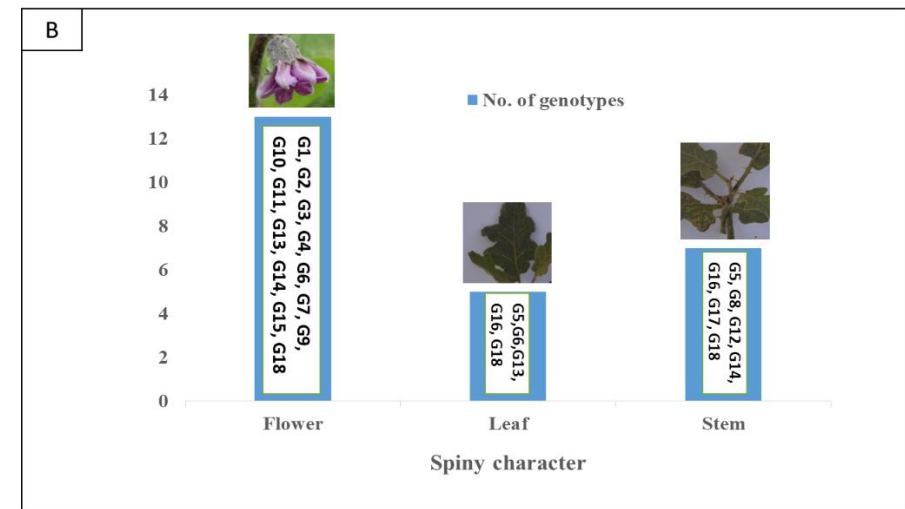 B
14
12
10
8
6
4
2
0
No. of genotypes
G1, G2, G3, G4, G6, G7, G9,
G10, G11, G13, G14, G15, G18
G5,G6,G13,
G16, G18
G5, G8, G12, G14,
G16, G17, G18
Flower
Leaf
Stem
Spiny character